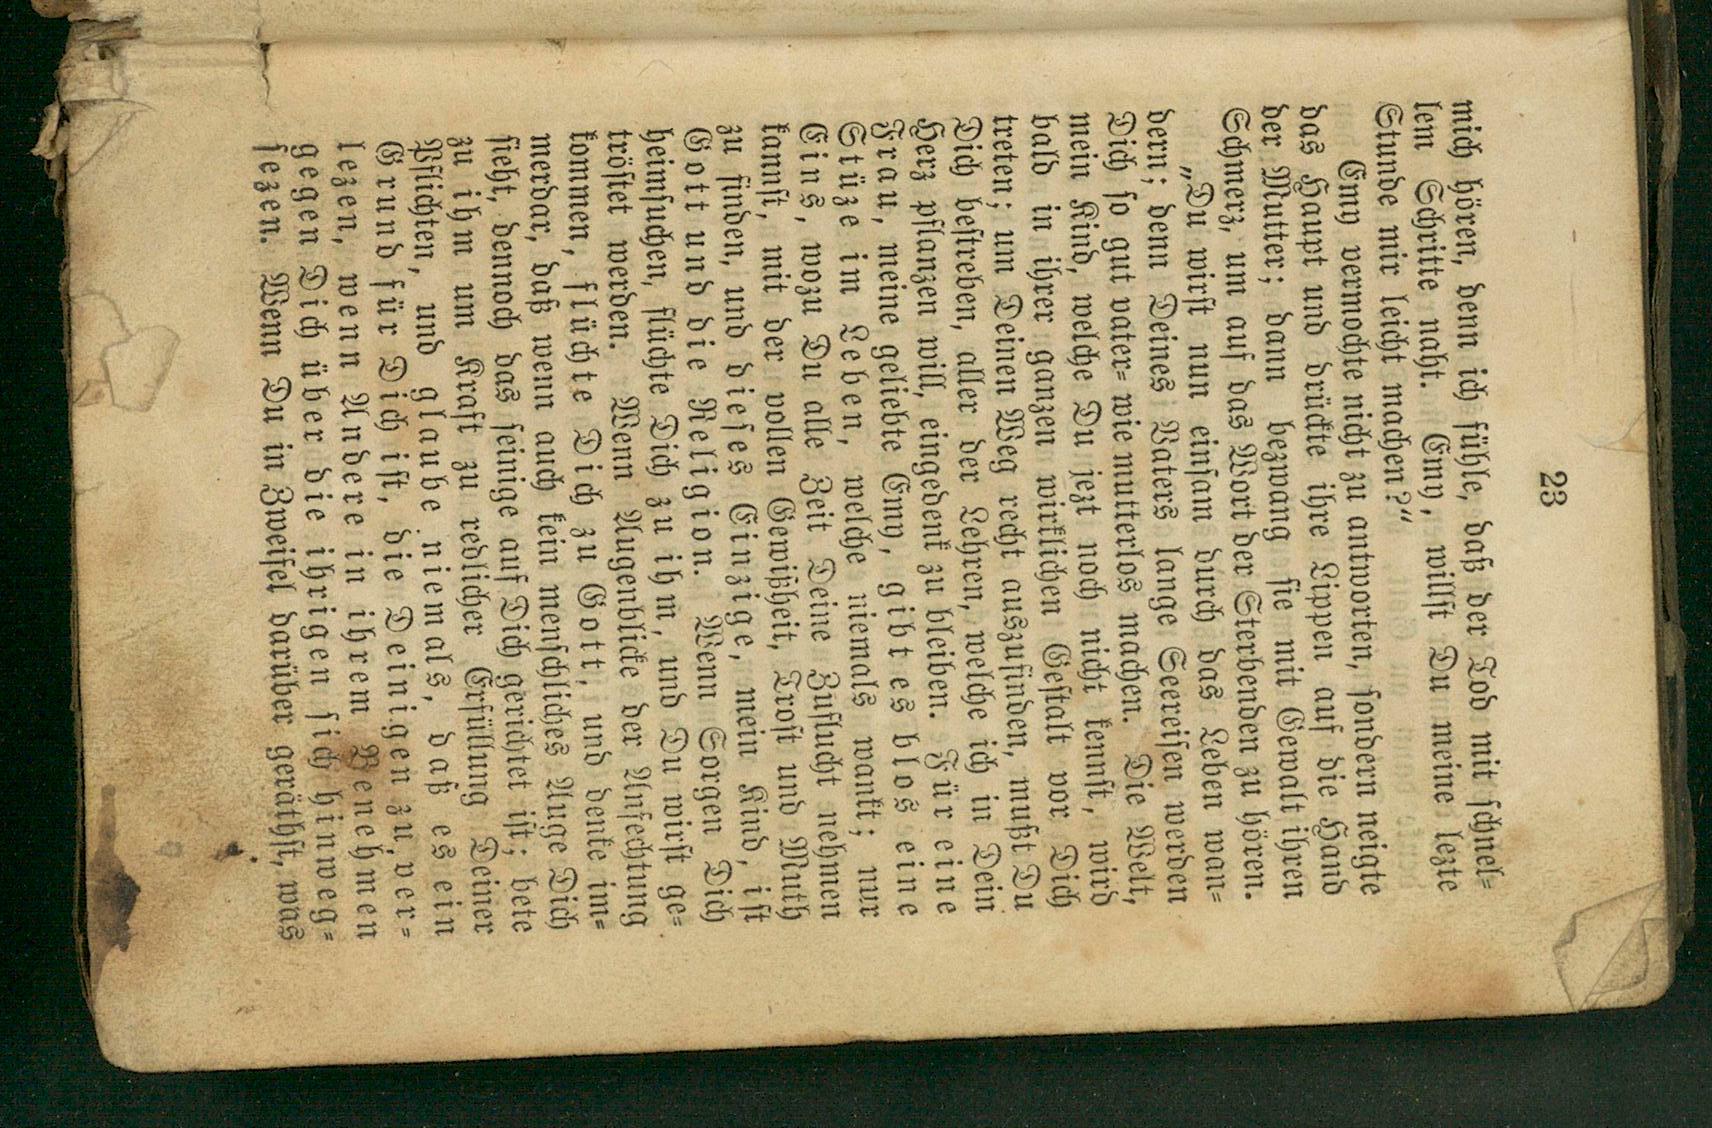 23
mich hören, denn ich fühle, daß der Tod mit schnel-
len Schritte naht. Emy, willst Du meine lezte
Stunde mir leicht machen?“
Emy vermochte nicht zu antworten, sondern neigte
das Haupt und drückte ihre Lippen auf die Hand
der Mutter; dann bezwang sie mit Gewalt ihren
Schmerz, um auf das Wort der Sterbenden zu hören.
„Du wirst nun einsam durch das Leben wan-
dern; denn Deines Vaters lange Seereisen werden
Dich so gut vater- wie mutterlos machen. Die Welt,
mein Kind, welche Du jezt noch nicht kennst, wird
bald in ihrer ganzen wirklichen Gestalt vor Dich
treten; um Deinen Weg recht auszufinden, mußt Du
Dich bestreben, aller der Lehren, welche ich in Dein
Herz pflanzen will, eingedenk zu bleiben. Für eine
Frau, meine geliebte Emy, gibt es blos eine
Stüze im Leben, welche niemals wankt; nur
Eins, wozu Du alle Zeit Deine Zuflucht nehmen
kannst, mit der vollen Gewißheit, Trost und Muth
zu finden, und dieses Einzige, mein Kind, ist
Gott und die Religion. Wenn Sorgen Dich
heimsuchen, flüchte Dich zu ihm, und Du wirst ge-
tröstet werden. Wenn Augenblicke der Anfechtung
kommen, flüchte Dich zu Gott, und denke im-
merdar, daß wenn auch kein menschliches Auge Dich
sieht, dennoch das seinige auf Dich gerichtet ist; bete
zu ihm um Kraft zu redlicher Erfüllung Deiner
Pflichten, und glaube niemals, daß es ein
Grund für Dich ist, die Deinigen zu ver-
lezen, wenn Andere in ihrem Benehmen
gegen Dich über die ihrigen sich hinweg-
sezen. Wenn Du in Zweifel darüber geräthst, was